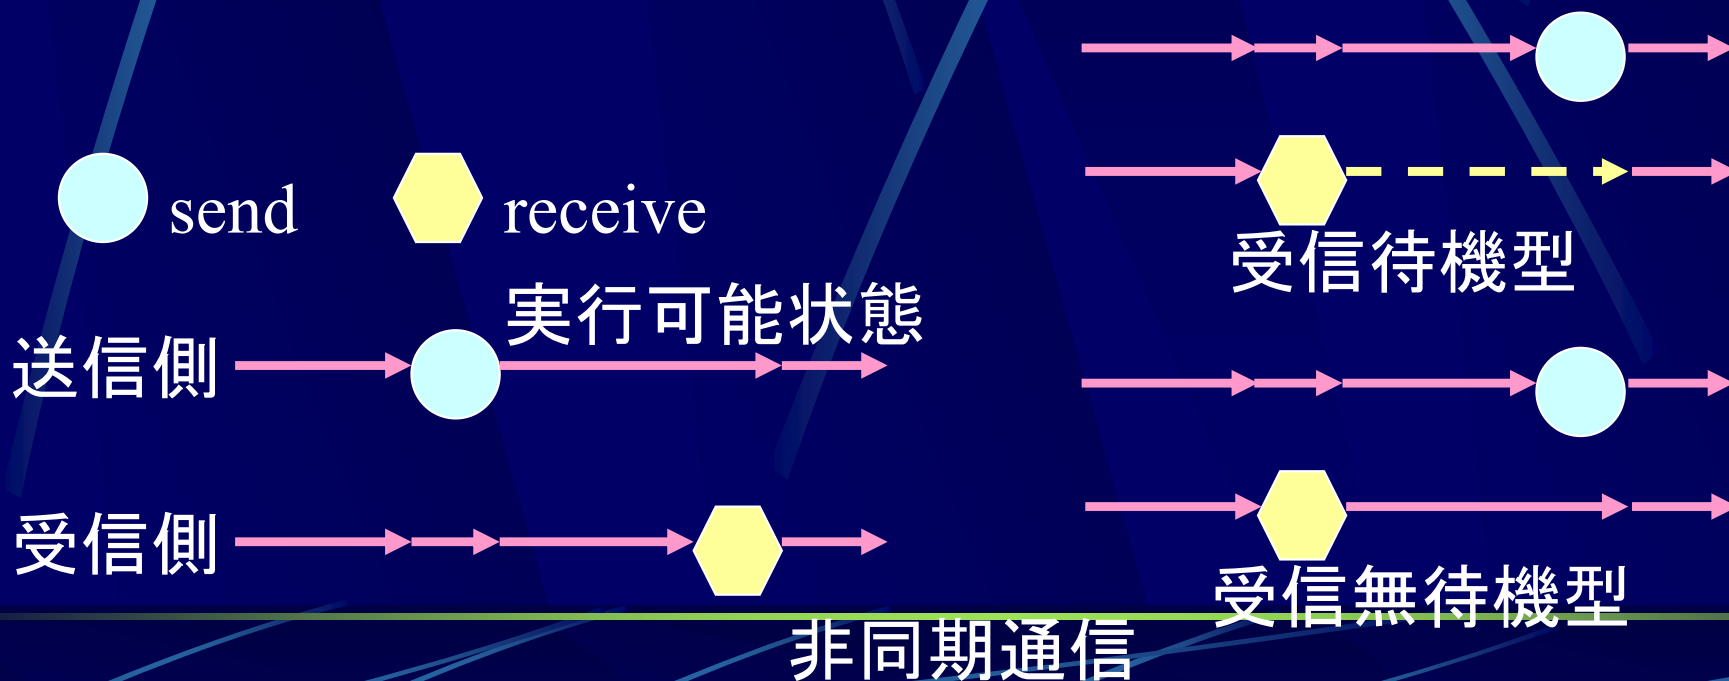 send
receive
実行可能状態
送信側
受信側
受信待機型
受信無待機型
非同期通信